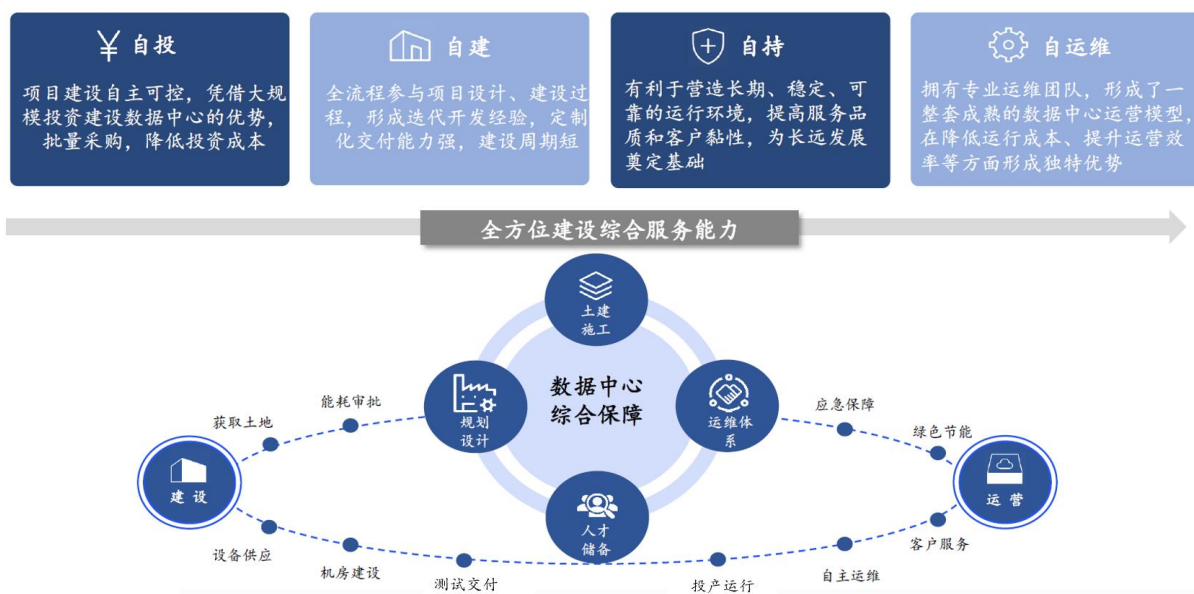 自投
项目建设自主可控，凭借大规
模投资建设数据中心的优势，
批量采购，降低投资成本
自建
全流程参与项目设计、建设过
程，形成迭代开发经验，定制
化交付能力强，建设周期短
自持
有利于营造长期、稳定、可
靠的运行环境，提高服务品
质和客户黏性，为长远发展
奠定基础
自运维
拥有专业运维团队，形成了一
整套成熟的数据中心运营模型，
在降低运行成本、提升运营效
率等方面形成独特优势
全方位建设综合服务能力
土建
施工
数据中心
综合保障
规划
设计
运维体
系
人才
储备
能耗审批
获取土地
建设
设备供应
机房建设
测试交付
应急保障
绿色节能
运营
客户服务
自主运维
投产运行